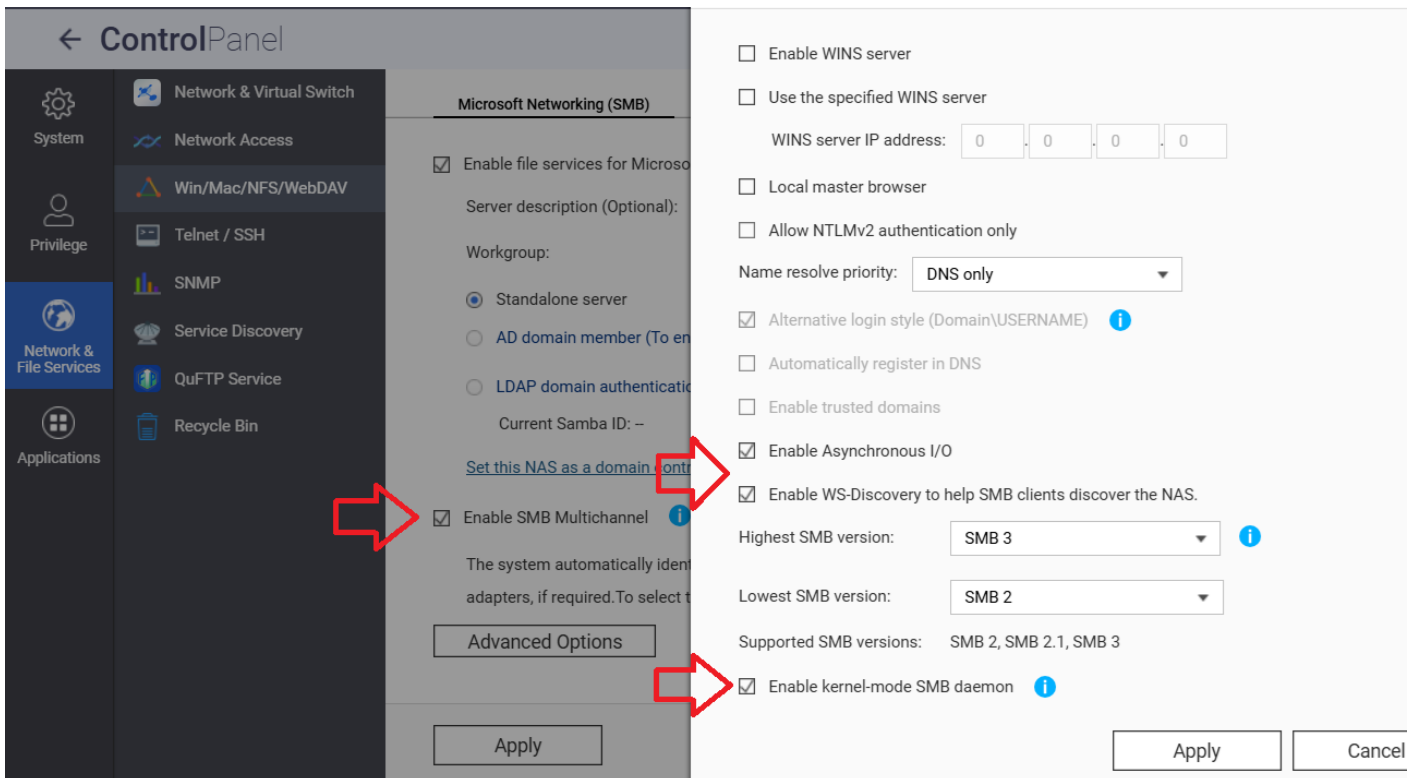 ControlPanel
System
Privilege
Network &
File Services
Applications
Network & Virtual Switch
Network Access
Win/Mac/NFS/WebDAV
Telnet / SSH
SNMP
Service Discovery
QuFTP Service
Recycle Bin
Microsoft Networking (SMB)
Enable file services for
Server description (Optional):
Workgroup:
Standalone server
AD domain member (To
LDAP domain
Current Samba ID: --
Set this NAS as a domain
Enable SMB Multichannel
The system automatically
adapters, if required.To select
Advanced Options
Apply
Enable WINS server
Use the specified WINS server
WINS server IP address: 0 . 0 . 0 . 0
Local master browser
Allow NTLMv2 authentication only
Name resolve priority: DNS only
Alternative login style (Domain\USERNAME)
Automatically register in DNS
Enable trusted domains
Enable Asynchronous I/O
Enable WS-Discovery to help SMB clients discover the NAS.
Highest SMB version: SMB 3
Lowest SMB version: SMB 2
Supported SMB versions: SMB 2, SMB 2.1, SMB 3
Enable kernel-mode SMB daemon
Apply Cancel